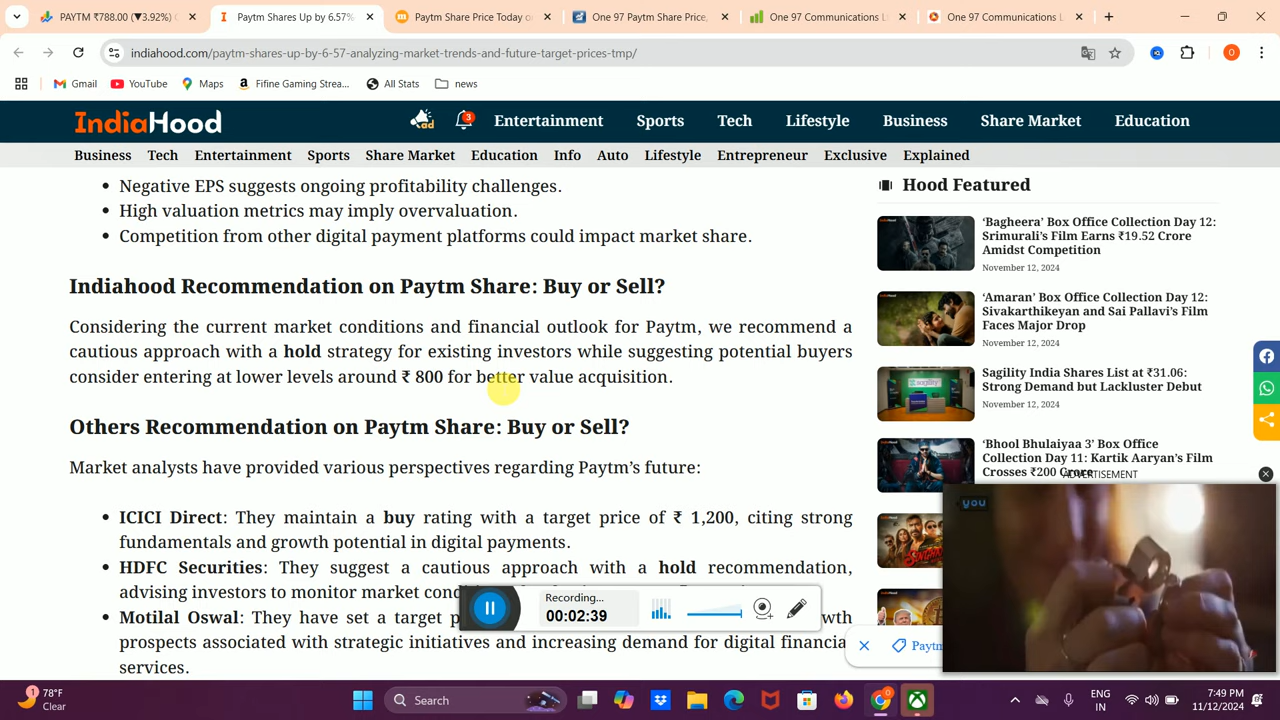 PAYTM ₹788.00 (▼3.92%)
Paytm Shares Up by 6.57%
Paytm Share Price Today
One 97 Paytm Share Price,
One 97 Communications
One 97 Communications
indiahood.com/paytm-shares-up-by-6-57-analyzing-market-trends-and-future-target-prices-tmp/
O
Gmail
YouTube
Maps
Fifine Gaming Strea...
All Stats
news
IndiaHood
ad
3
Entertainment
Sports
Tech
Lifestyle
Business
Share Market
Education
Business
Tech
Entertainment
Sports
Share Market
Education
Info
Auto
Lifestyle
Entrepreneur
Exclusive
Explained
• Negative EPS suggests ongoing profitability challenges.
• High valuation metrics may imply overvaluation.
• Competition from other digital payment platforms could impact market share.
Indiahood Recommendation on Paytm Share: Buy or Sell?
Considering the current market conditions and financial outlook for Paytm, we recommend a
cautious approach with a hold strategy for existing investors while suggesting potential buyers
consider entering at lower levels around ₹ 800 for better value acquisition.
Others Recommendation on Paytm Share: Buy or Sell?
Market analysts have provided various perspectives regarding Paytm's future:
• ICICI Direct: They maintain a buy rating with a target price of ₹ 1,200, citing strong
fundamentals and growth potential in digital payments.
• HDFC Securities: They suggest a cautious approach with a hold recommendation,
advising investors to monitor market
• Motilal Oswal: They have set a target
prospects associated with strategic initiatives and increasing demand for digital financial
services.
Hood Featured
‘Bagheera’ Box Office Collection Day 12:
Srimurali’s Film Earns ₹19.52 Crore
Amidst Competition
November 12, 2024
‘Amaran’ Box Office Collection Day 12:
Sivakarthikeyan and Sai Pallavi’s Film
Faces Major Drop
November 12, 2024
Sagility India Shares List at ₹31.06:
Strong Demand but Lackluster Debut
November 12, 2024
‘Bhool Bhulaiyaa 3’ Box Office
Collection Day 11: Kartik Aaryan’s Film
Crosses ₹200 Crore
ADVERTISEMENT
you
Recording...
00:02:39
Paytm
1
78°F
Clear
Search
ENG
IN
7:49 PM
11/12/2024